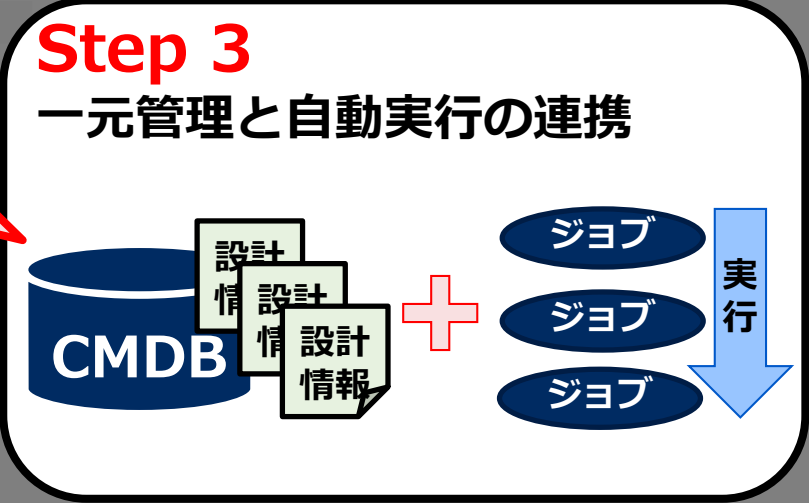 Step 3
一元管理と自動実行の連携
CMDB
設計
情
設計
情
設計
情報
ジョブ
ジョブ
ジョブ
実
行